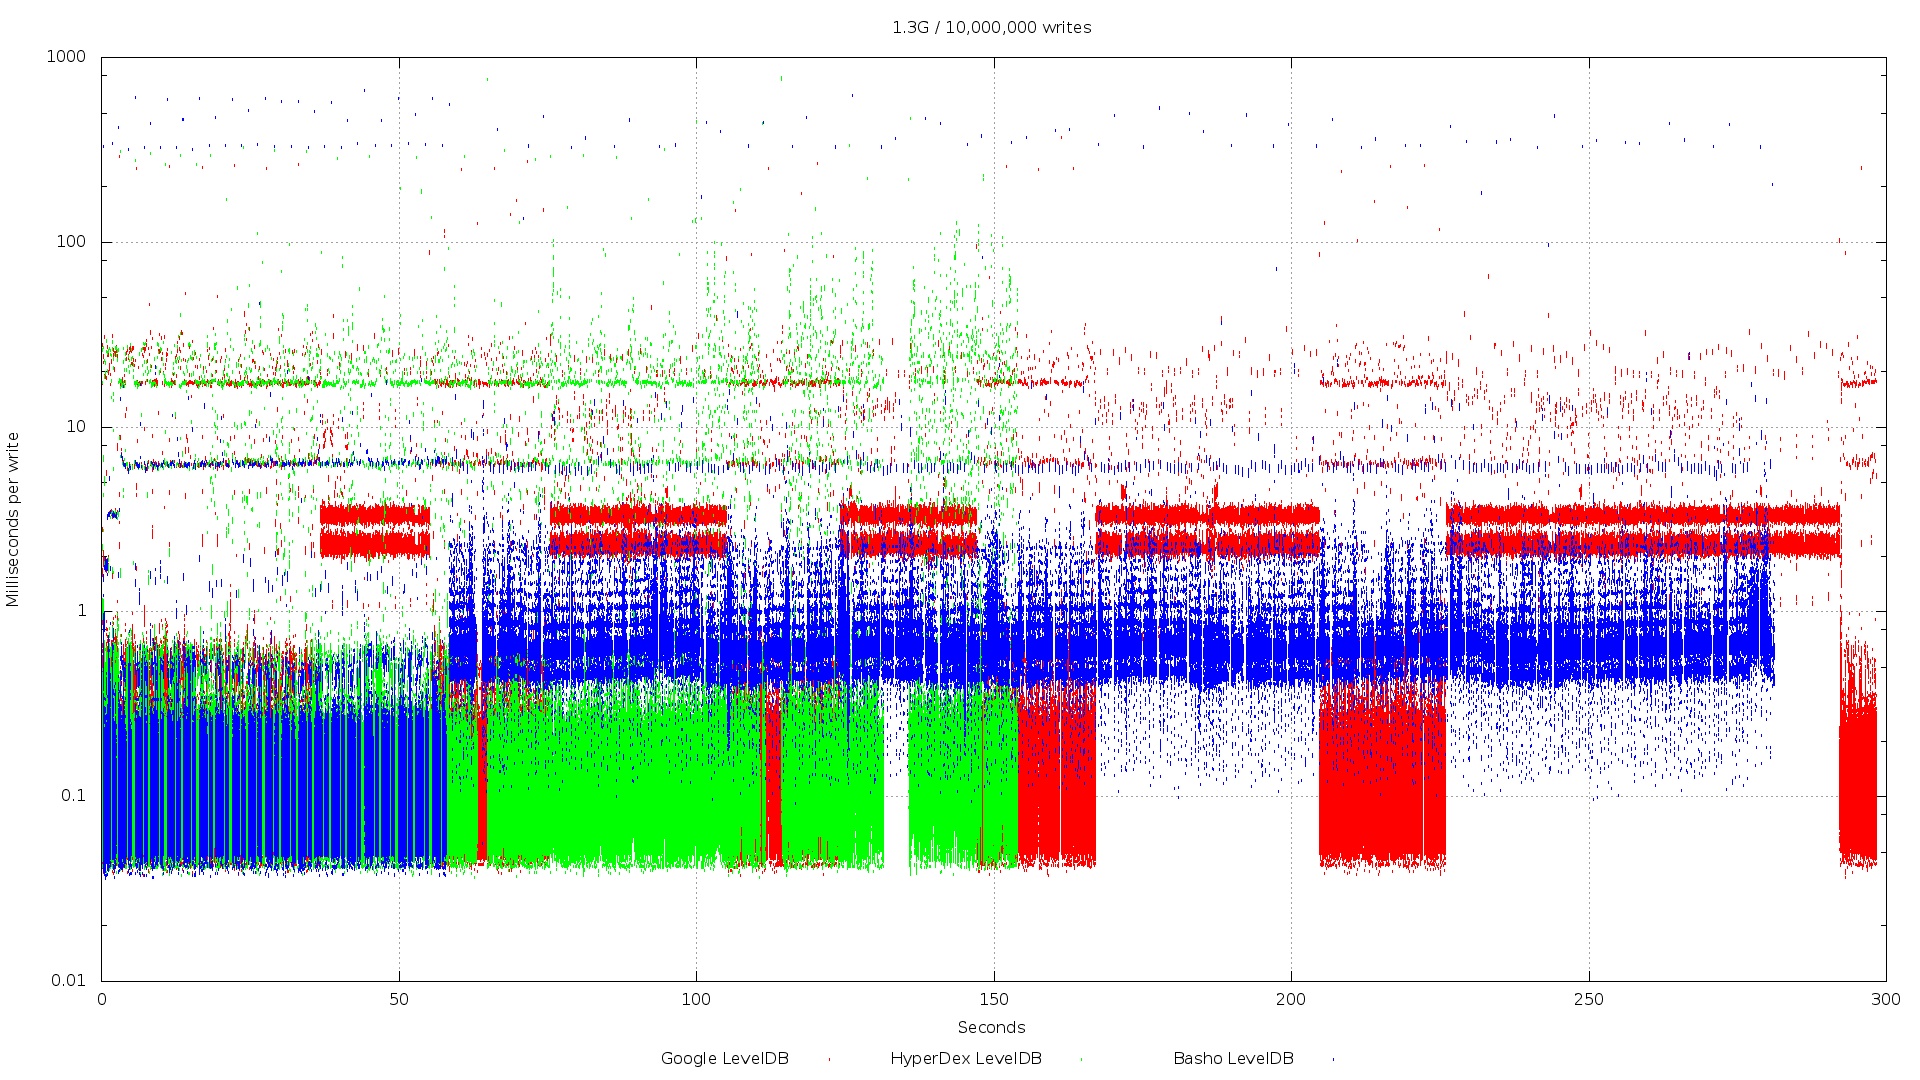 1.3G / 10,000,000 writes
1000
100
10
1
0.1
0.01
Milliseconds per write
0 50 100 150 200 250 300
Seconds
Google LevelDB HyperDex LevelDB Basho LevelDB